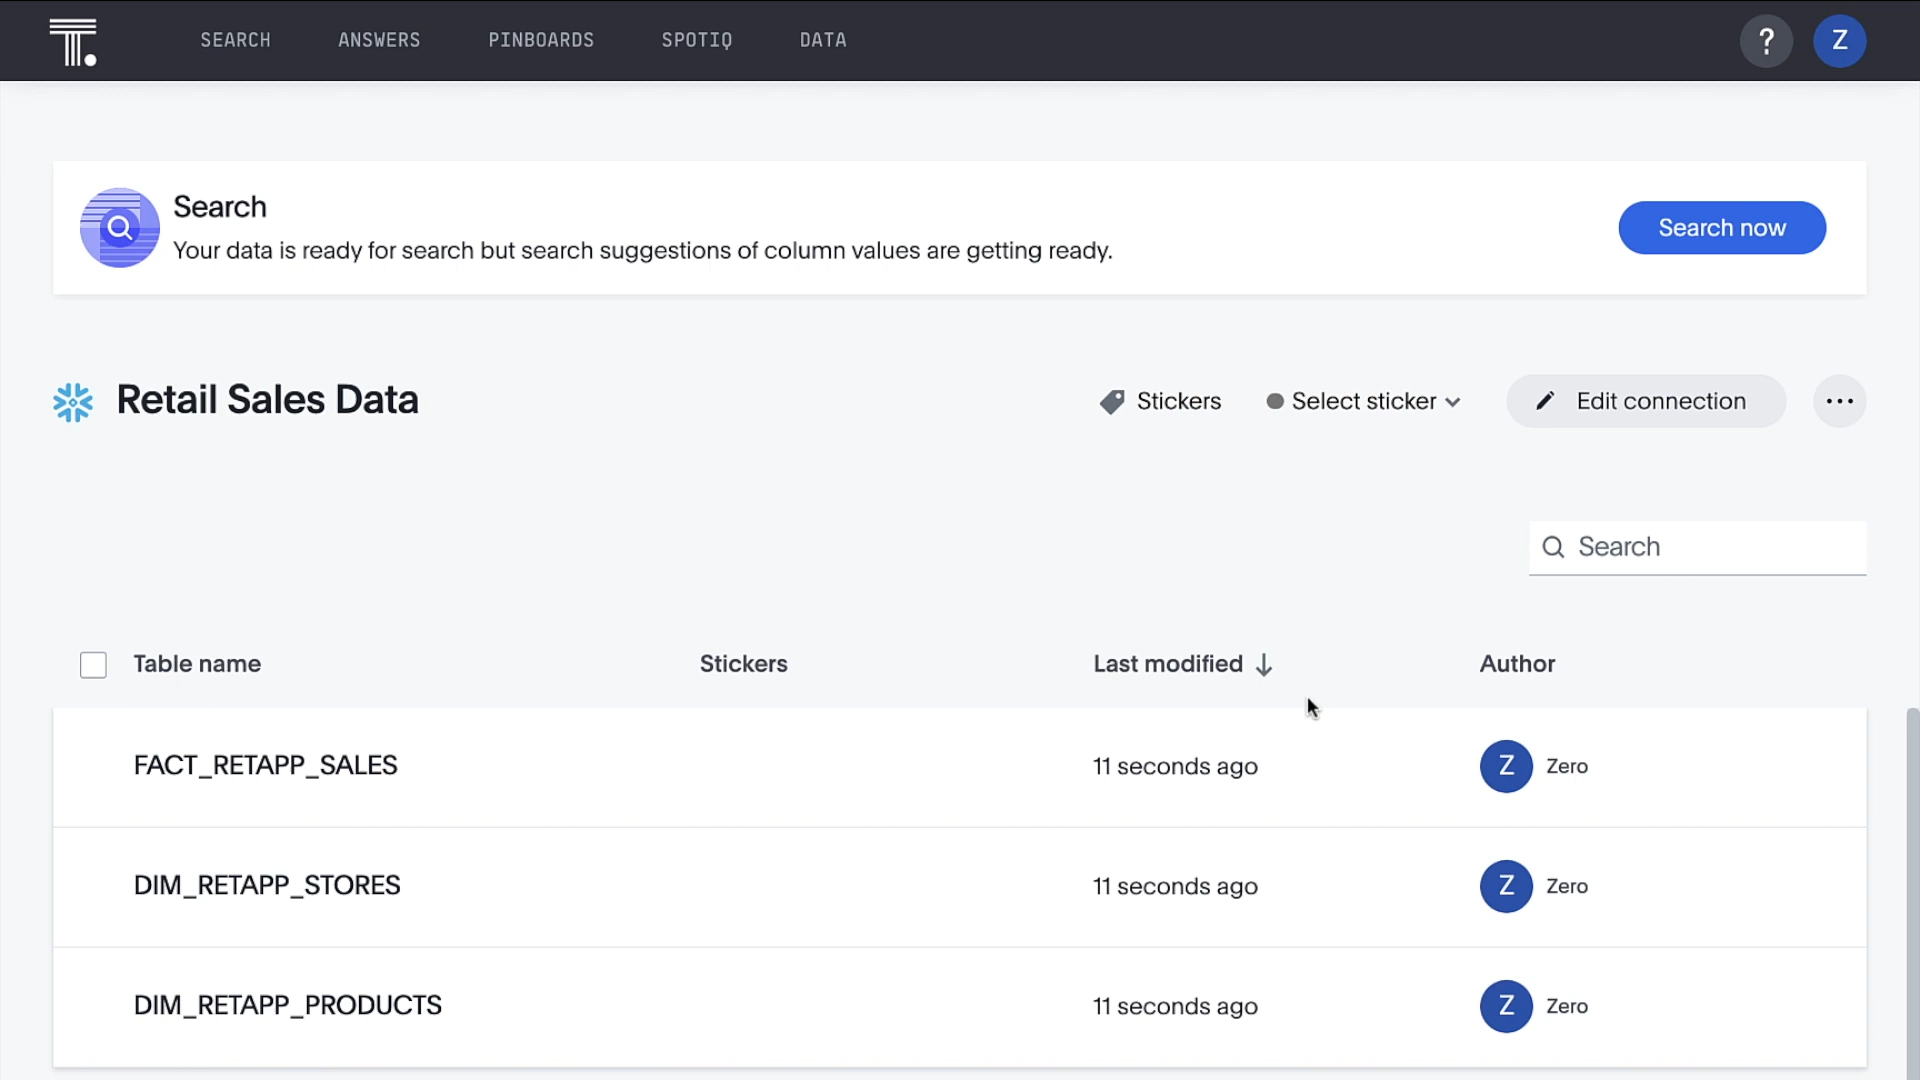 T.
SEARCH ANSWERS PINBOARDS SPOTIQ DATA ? Z
Search
Your data is ready for search but search suggestions of column values are getting ready.
Search now
Retail Sales Data Stickers Select sticker Edit connection ...
Search
Table name Stickers Last modified ↓ Author
FACT_RETAPP_SALES 11 seconds ago Z Zero
DIM_RETAPP_STORES 11 seconds ago Z Zero
DIM_RETAPP_PRODUCTS 11 seconds ago Z Zero